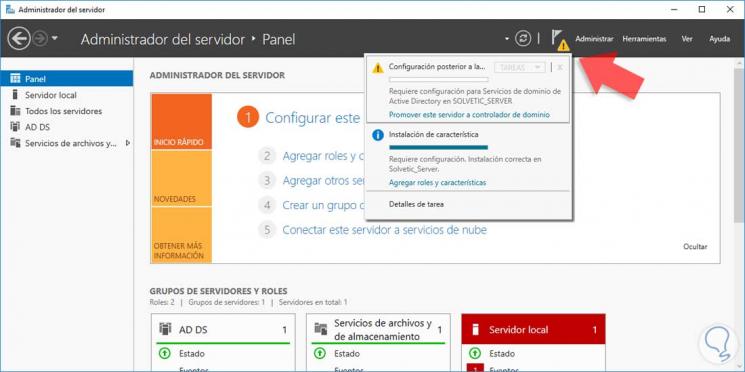 Administrador del servidor
Administrador del servidor ▸ Panel
Administrar Herramientas Ver Ayuda
Panel
Servidor local
Todos los servidores
AD DS
Servicios de archivos y...
ADMINISTRADOR DEL SERVIDOR
INICIO RÁPIDO
NOVEDADES
OBTENER MÁS
INFORMACIÓN
1 Configurar este
2 Agregar roles y c
3 Agregar otros se
4 Crear un grupo d
5 Conectar este servidor a servicios de nube
Ocultar
Configuración posterior a la... TAREAS X
Requiere configuración para Servicios de dominio de
Active Directory en SOLVETIC_SERVER
Promover este servidor a controlador de dominio
Instalación de característica
Requiere configuración. Instalación correcta en
Solvetic_Server.
Agregar roles y características
Detalles de tarea
GRUPOS DE SERVIDORES Y ROLES
Roles: 2 | Grupos de servidores: 1 | Servidores en total: 1
AD DS 1
Estado
Eventos
Servicios de archivos y
de almacenamiento 1
Estado
Eventos
Servidor local 1
Estado
1 Eventos